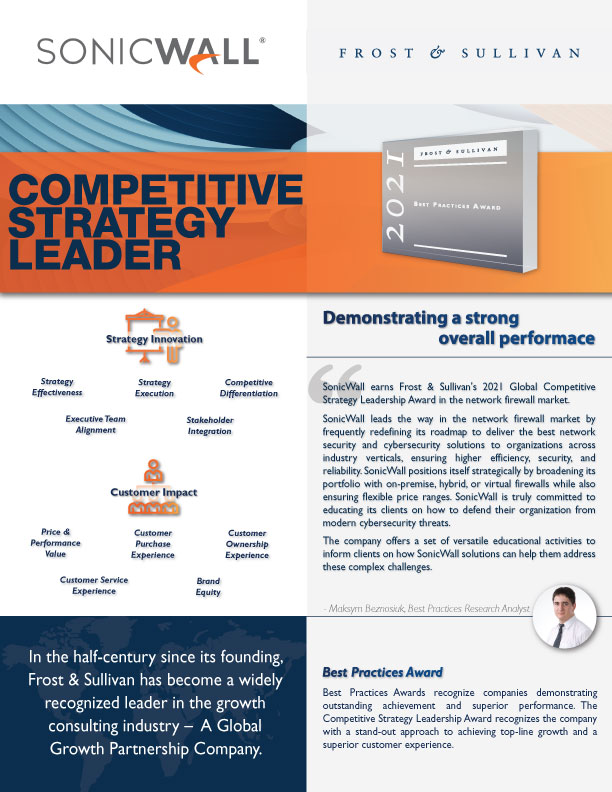 SONICWALL®
FROST & SULLIVAN
COMPETITIVE
STRATEGY
LEADER
2021
FROST & SULLIVAN
BEST PRACTICES AWARD
Strategy Innovation
Strategy
Effectiveness
Strategy
Execution
Competitive
Differentiation
Executive Team
Alignment
Stakeholder
Integration
Customer Impact
Price &
Performance
Value
Customer
Purchase
Experience
Customer
Ownership
Experience
Customer Service
Experience
Brand
Equity
Demonstrating a strong
overall performace
“
SonicWall earns Frost & Sullivan's 2021 Global Competitive
Strategy Leadership Award in the network firewall market.
SonicWall leads the way in the network firewall market by
frequently redefining its roadmap to deliver the best network
security and cybersecurity solutions to organizations across
industry verticals, ensuring higher efficiency, security, and
reliability. SonicWall positions itself strategically by broadening its
portfolio with on-premise, hybrid, or virtual firewalls while also
ensuring flexible price ranges. SonicWall is truly committed to
educating its clients on how to defend their organization from
modern cybersecurity threats.
The company offers a set of versatile educational activities to
inform clients on how SonicWall solutions can help them address
these complex challenges.
- Maksym Beznosiuk, Best Practices Research Analyst
In the half-century since its founding,
Frost & Sullivan has become a widely
recognized leader in the growth
consulting industry – A Global
Growth Partnership Company.
Best Practices Award
Best Practices Awards recognize companies demonstrating
outstanding achievement and superior performance. The
Competitive Strategy Leadership Award recognizes the company
with a stand-out approach to achieving top-line growth and a
superior customer experience.